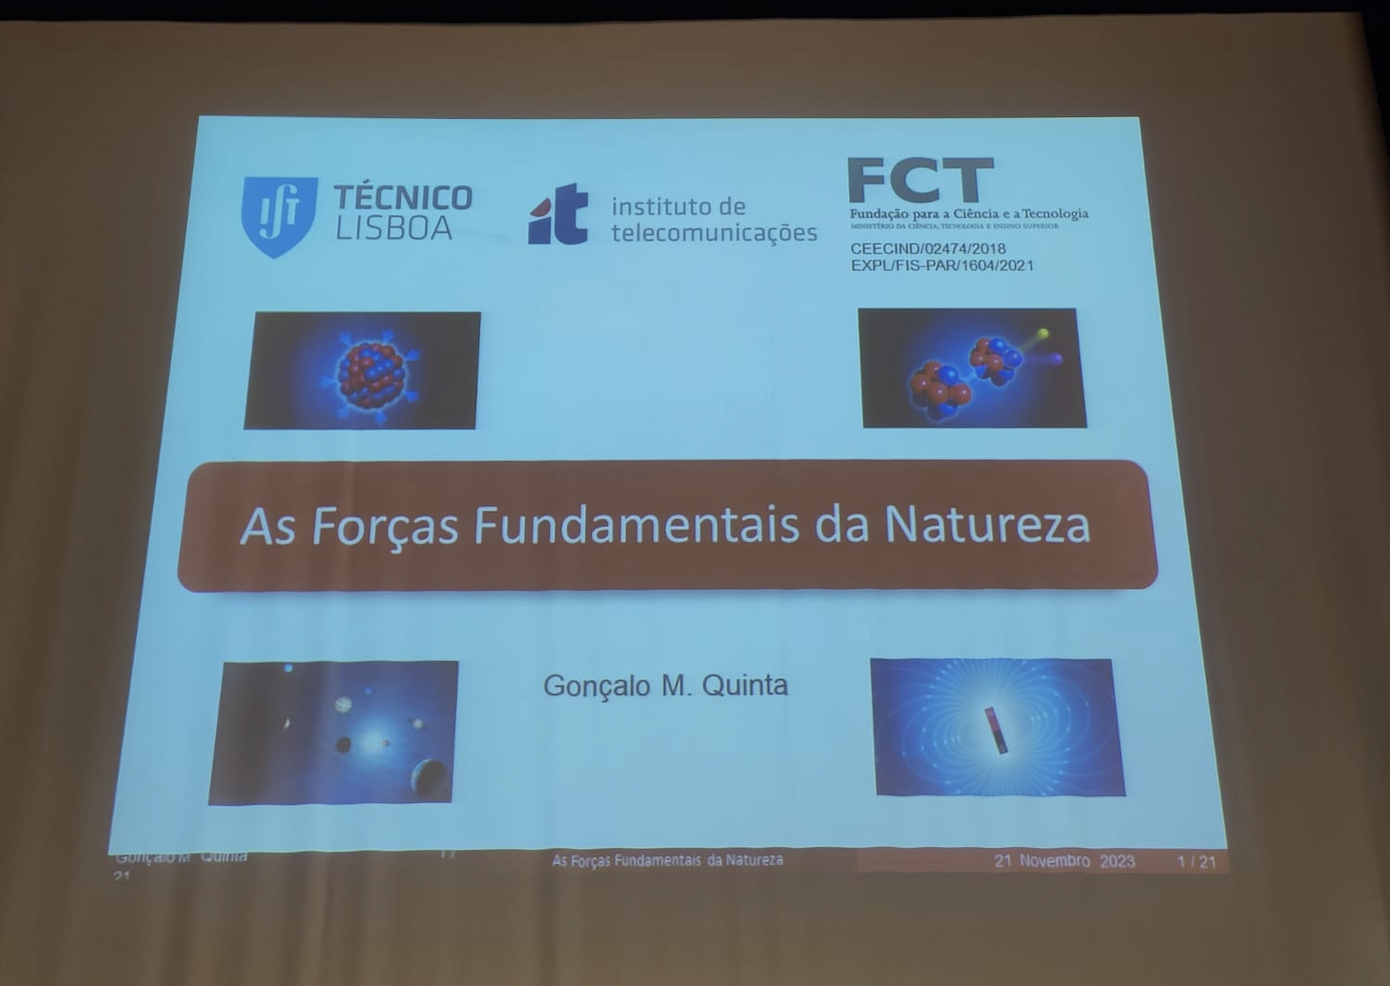 TÉCNICO
LISBOA
it
instituto de
telecomunicações
FCT
Fundação para a Ciência e a Tecnologia
MINISTÉRIO DA CIÊNCIA, TECNOLOGIA E ENSINO SUPERIOR
CEECIND/02474/2018
EXPL/FIS-PAR/1604/2021
As Forças Fundamentais da Natureza
Gonçalo M. Quinta
Gonçalo M. Quinta
As Forças Fundamentais da Natureza
21 Novembro 2023
1 / 21
21